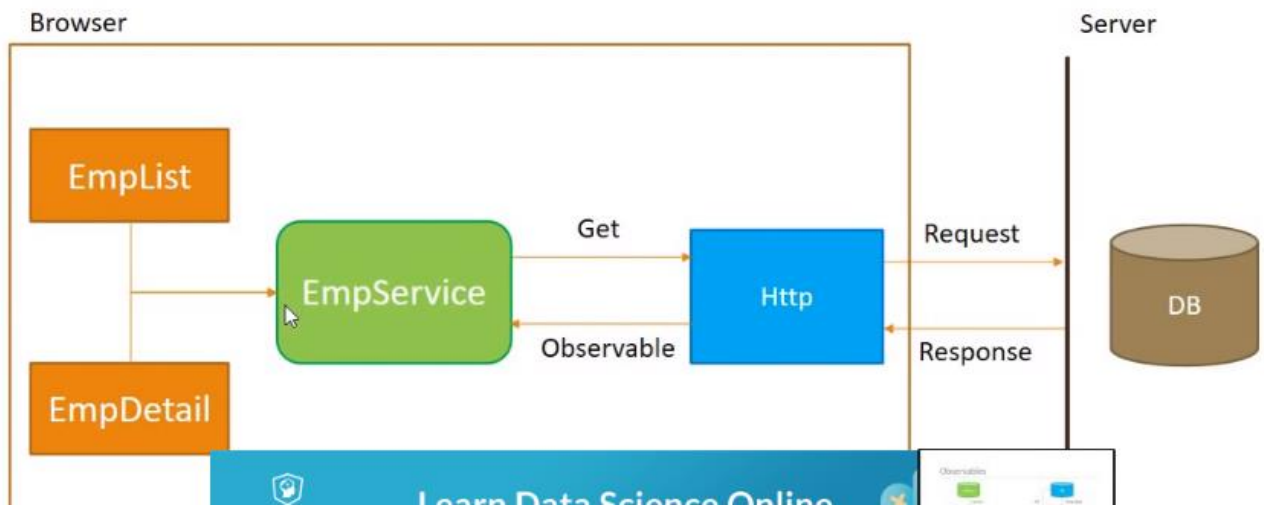 Browser
Server
EmpList
Get
Request
EmpService
Http
DB
Observable
Response
EmpDetail
Learn Data Science Online
Observables